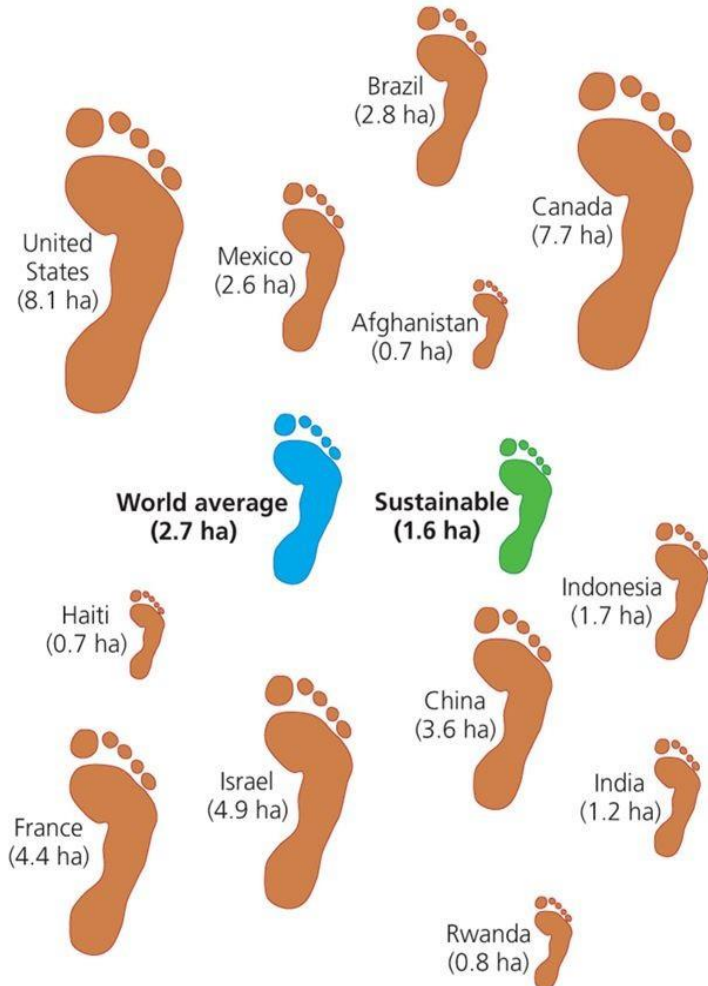 Brazil
(2.8 ha)
Canada
(7.7 ha)
United
States
(8.1 ha)
Mexico
(2.6 ha)
Afghanistan
(0.7 ha)
World average
(2.7 ha)
Sustainable
(1.6 ha)
Indonesia
(1.7 ha)
Haiti
(0.7 ha)
China
(3.6 ha)
Israel
(4.9 ha)
India
(1.2 ha)
France
(4.4 ha)
Rwanda
(0.8 ha)